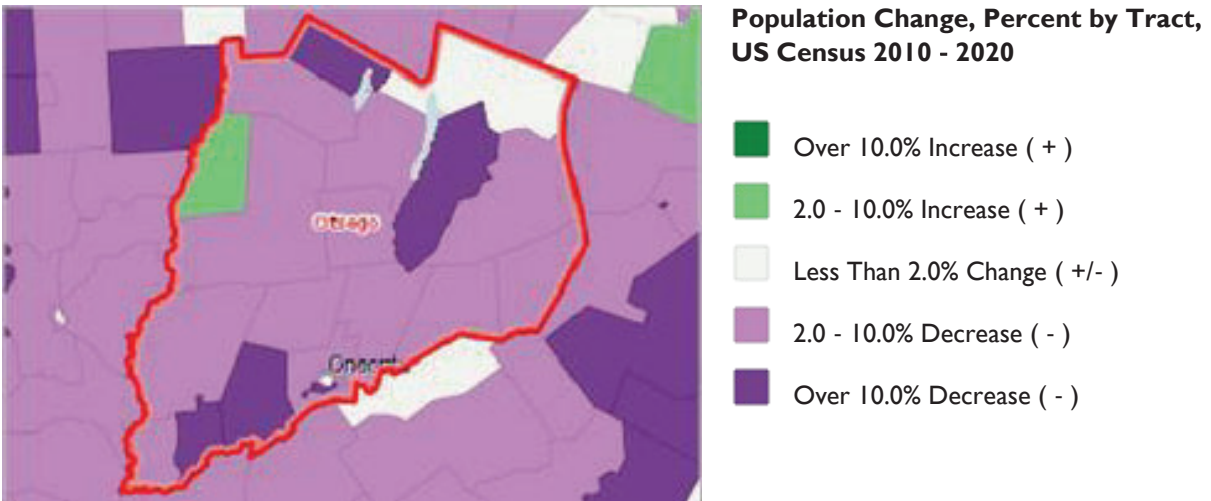 Population Change, Percent by Tract,
US Census 2010 - 2020
Over 10.0% Increase ( + )
2.0 - 10.0% Increase ( + )
Less Than 2.0% Change ( +/- )
2.0 - 10.0% Decrease ( - )
Over 10.0% Decrease ( - )
Otsego